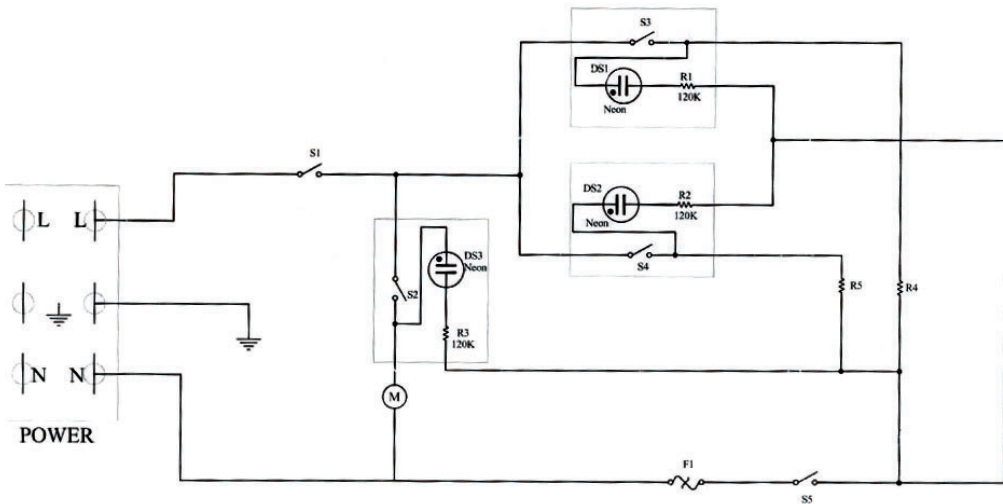 S3
DS1
R1
120K
Neon
S1
DS2
R2
120K
Neon
S4
L L
DS3
Neon
S2
R5
R4
R3
120K
N N
M
POWER
F1
S5